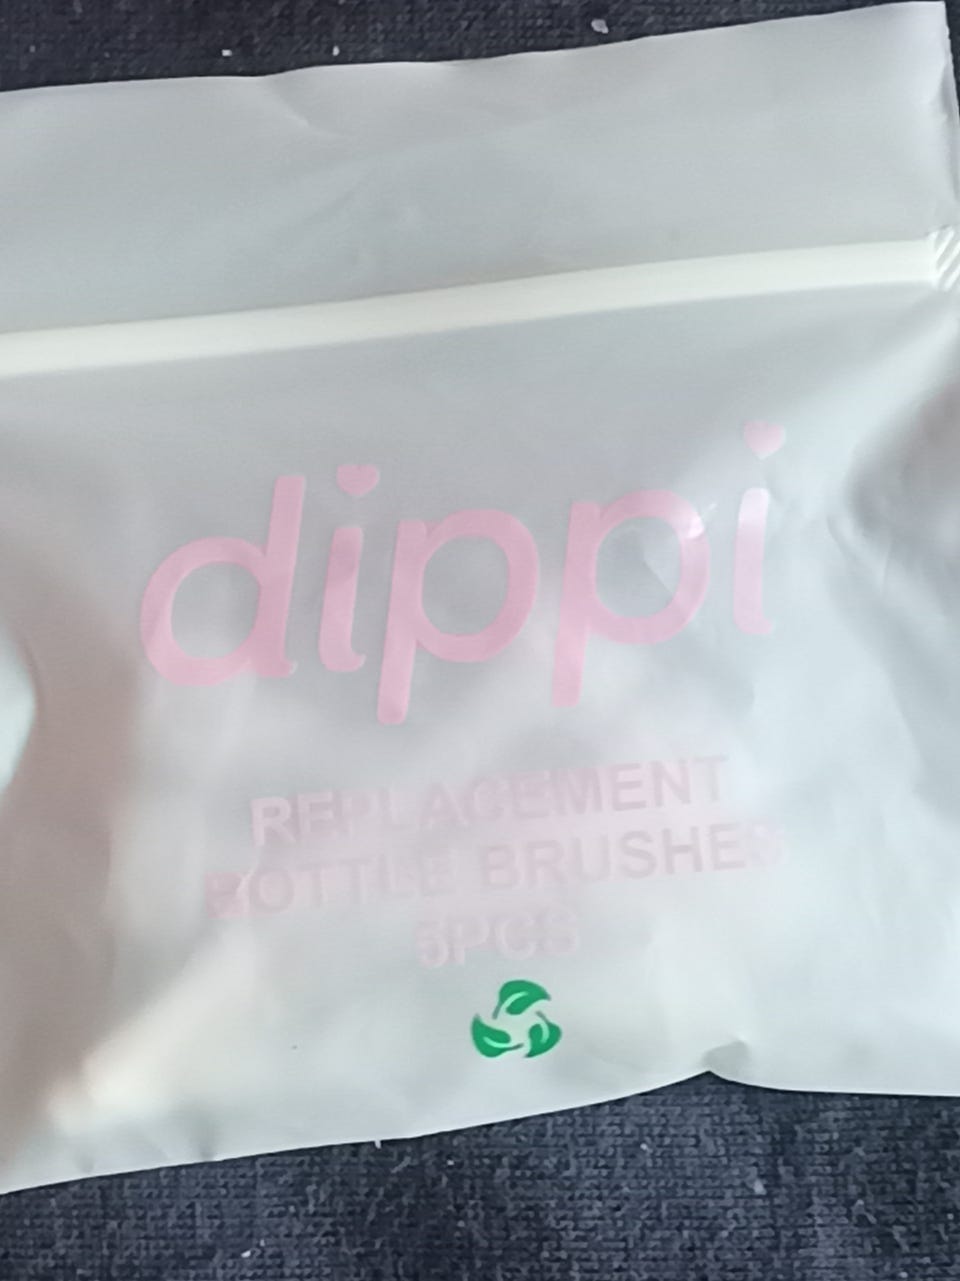 dippi
REPLACEMENT
BOTTLE BRUSHES
5PCS